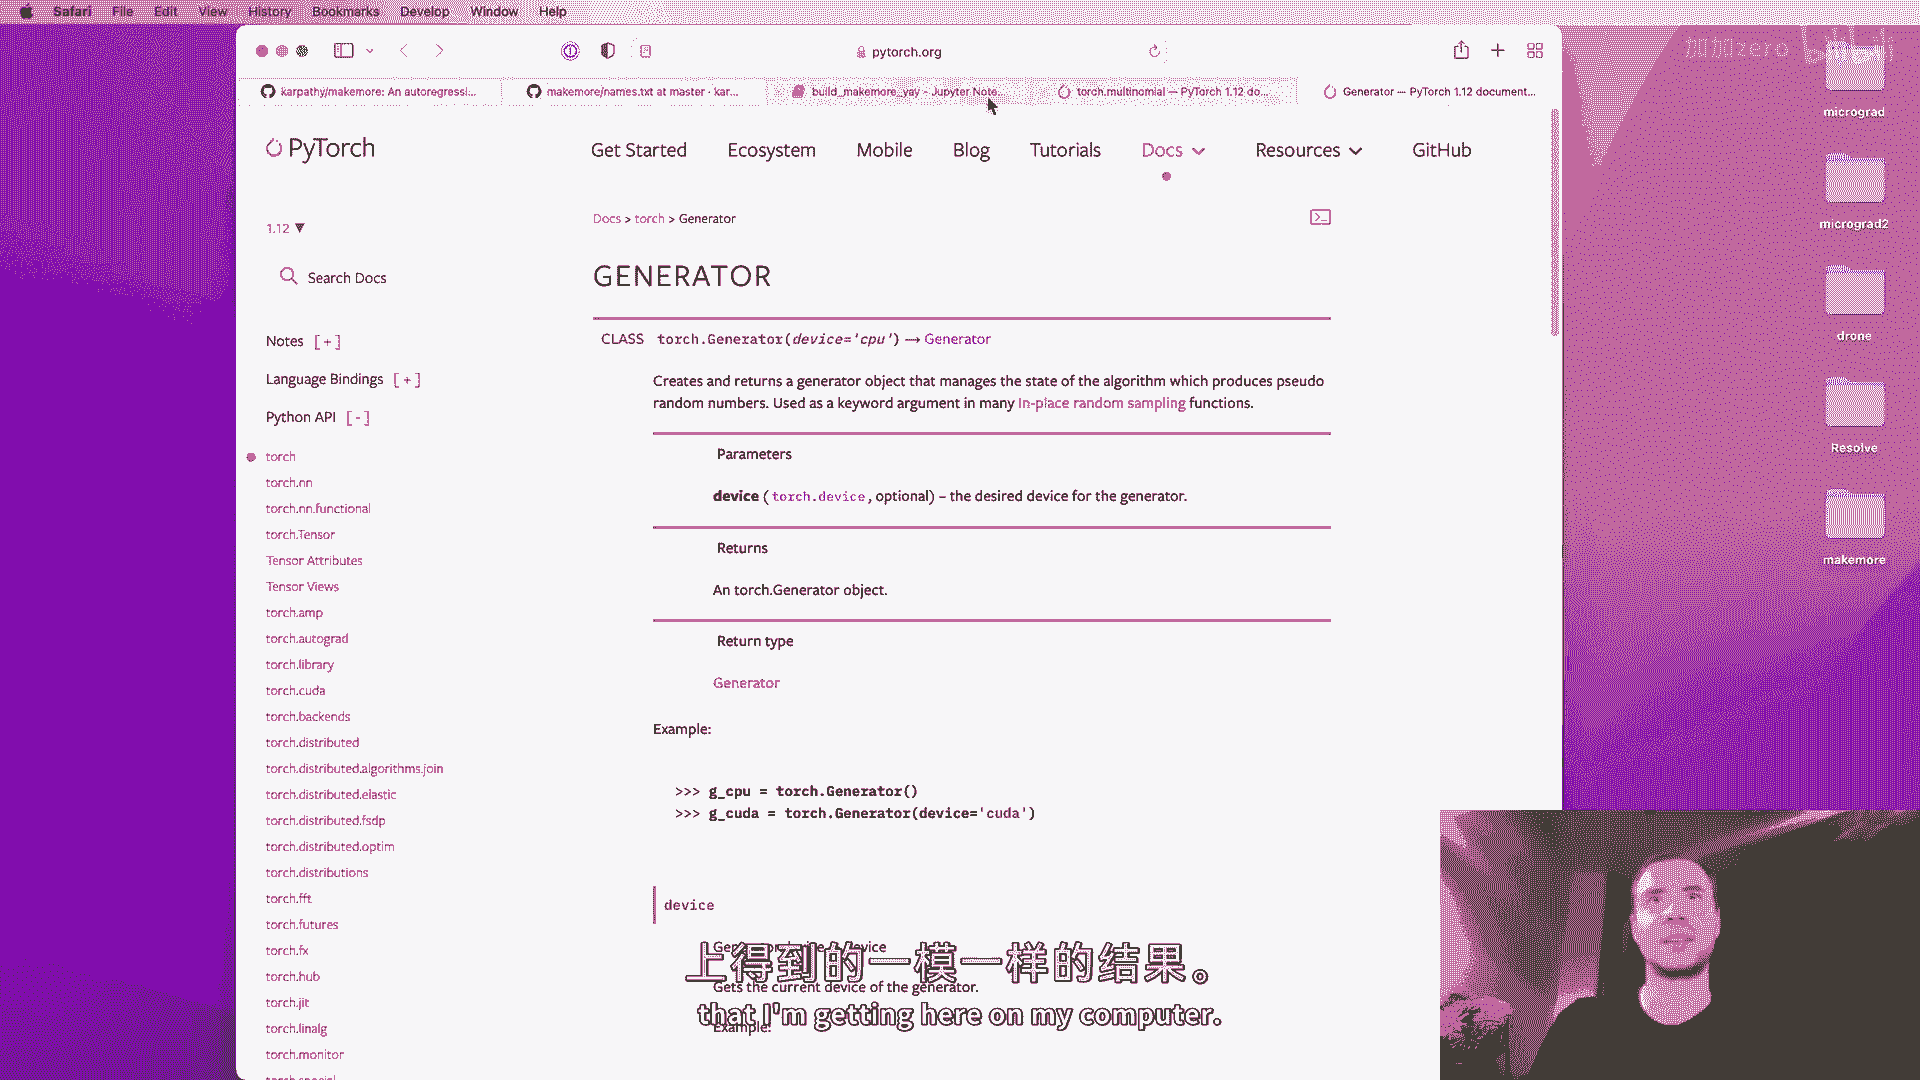 Safari File Edit View History Bookmarks Develop Window Help
pytorch.org
karpathy/makemore: An autoregressi...
makemore/names.txt at master · kar...
build_makemore_yay - Jupyter Note...
torch.multinomial — PyTorch 1.12 do...
Generator — PyTorch 1.12 document...
PyTorch
Get Started Ecosystem Mobile Blog Tutorials Docs Resources GitHub
1.12 ▼
Search Docs
Notes [+]
Language Bindings [+]
Python API [-]
torch
torch.nn
torch.nn.functional
torch.Tensor
Tensor Attributes
Tensor Views
torch.amp
torch.autograd
torch.library
torch.cuda
torch.backends
torch.distributed
torch.distributed.algorithms.join
torch.distributed.elastic
torch.distributed.fsdp
torch.distributed.optim
torch.distributions
torch.fft
torch.futures
torch.fx
torch.hub
torch.jit
torch.linalg
torch.monitor
Docs > torch > Generator
GENERATOR
CLASS torch.Generator(device='cpu') → Generator
Creates and returns a generator object that manages the state of the algorithm which produces pseudo
random numbers. Used as a keyword argument in many In-place random sampling functions.
Parameters
device (torch.device, optional) – the desired device for the generator.
Returns
An torch.Generator object.
Return type
Generator
Example:
>>> g_cpu = torch.Generator()
>>> g_cuda = torch.Generator(device='cuda')
device
device
Gets the current device of the generator.
Example:
上得到的一模一样的结果。
that I'm getting here on my computer.
micrograd
micrograd2
drone
Resolve
makemore
加加zero bilibili